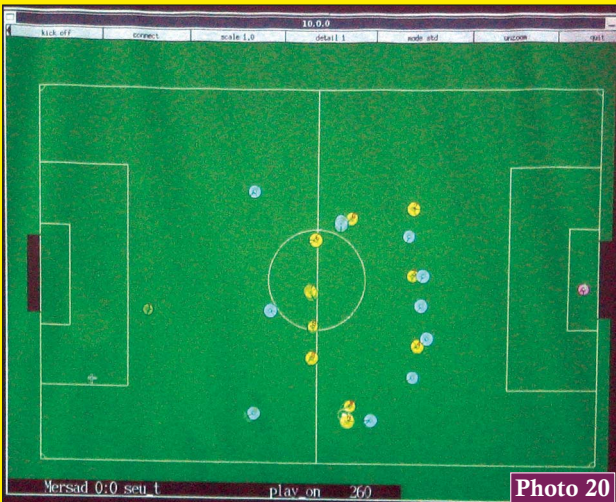 10.0.0
kick off connect scale 1.0 detail 1 mode std unzoom quit
Mersad 0:0 seu_t play_on 260
Photo 20